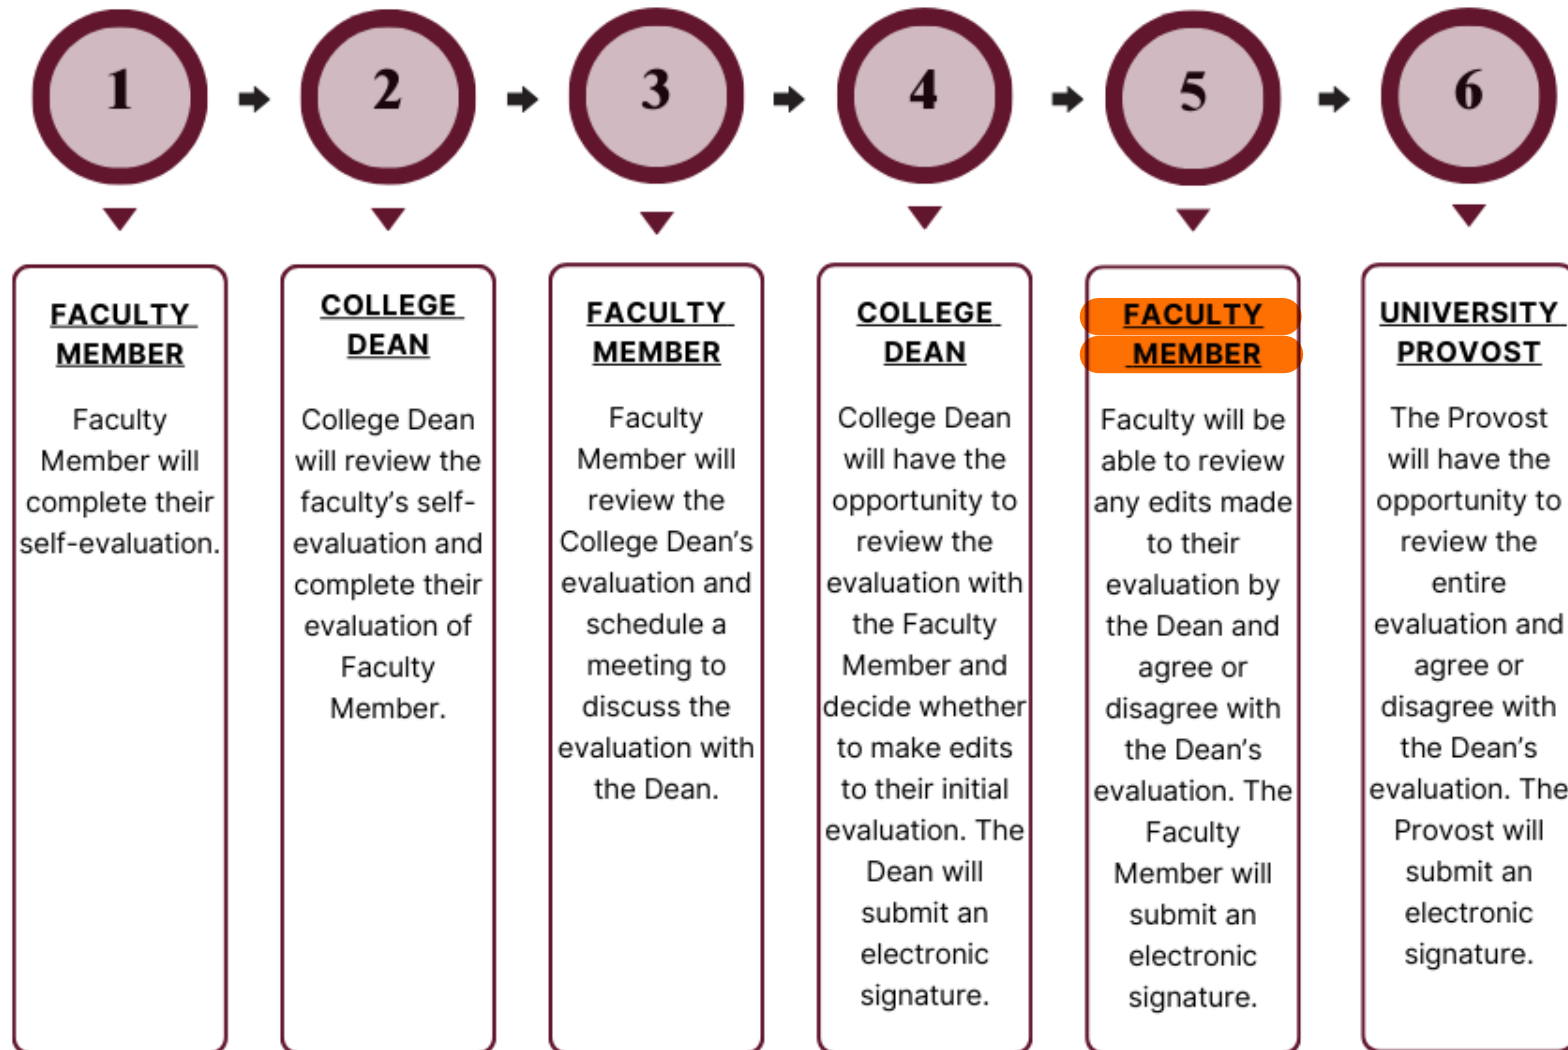 1
2
3
4
5
6
FACULTY
MEMBER
Faculty
Member will
complete their
self-evaluation.
COLLEGE
DEAN
College Dean
will review the
faculty's self-
evaluation and
complete their
evaluation of
Faculty
Member.
FACULTY
MEMBER
Faculty
Member will
review the
College Dean's
evaluation and
schedule a
meeting to
discuss the
evaluation with
the Dean.
COLLEGE
DEAN
College Dean
will have the
opportunity to
review the
evaluation with
the Faculty
Member and
decide whether
to make edits
to their initial
evaluation. The
Dean will
submit an
electronic
signature.
FACULTY
MEMBER
Faculty will be
able to review
any edits made
to their
evaluation by
the Dean and
agree or
disagree with
the Dean's
evaluation. The
Faculty
Member will
submit an
electronic
signature.
UNIVERSITY
PROVOST
The Provost
will have the
opportunity to
review the
entire
evaluation and
agree or
disagree with
the Dean's
evaluation. The
Provost will
submit an
electronic
signature.